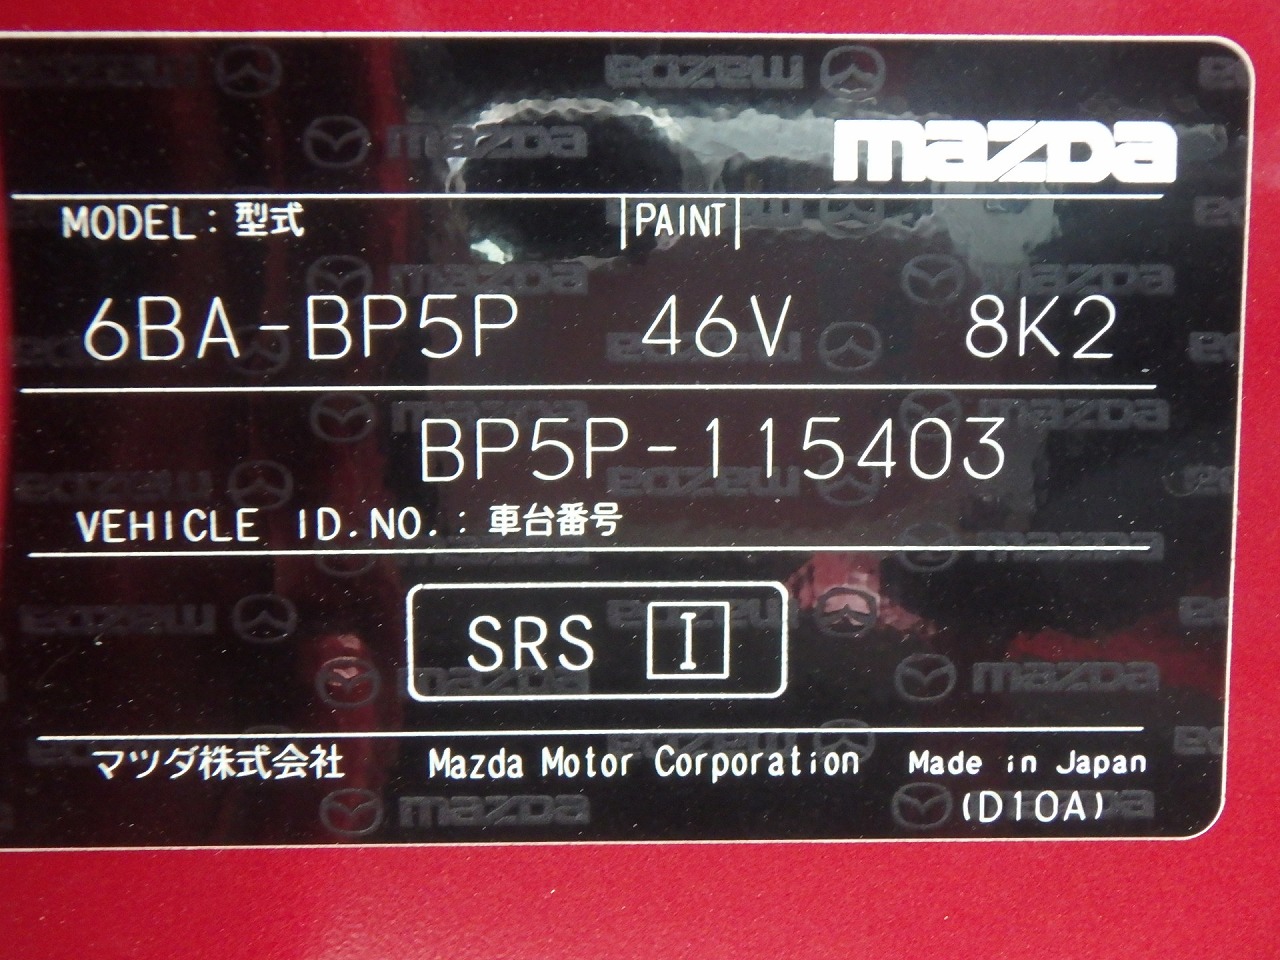 mazda
MODEL: 型式 PAINT
6BA-BP5P 46V 8K2
BP5P-115403
VEHICLE ID.NO.: 車台番号
SRS I
マツダ株式会社 Mazda Motor Corporation Made in Japan
(D10A)